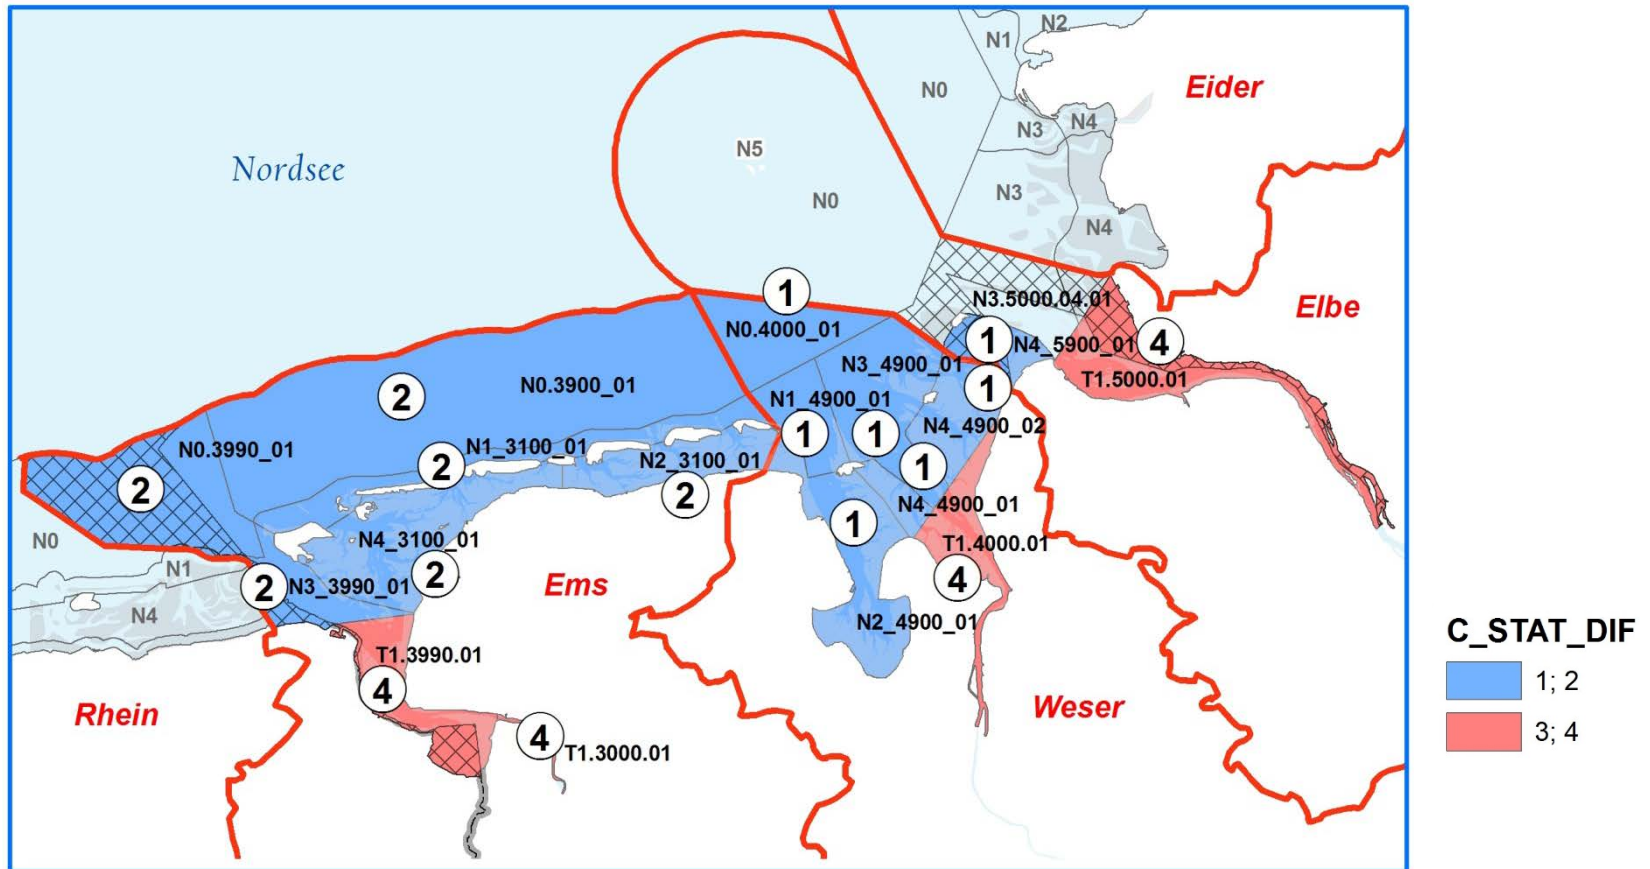 N2
N1
Eider
N0
N3
N4
N5
Nordsee
N3
N0
N4
1
N3.5000.04.01
Elbe
N0.4000_01
1
N4_5900_01
4
N3_4900_01
T1.5000.01
N0.3900_01
1
2
N1_4900_01
N4_4900_02
1
1
N0.3990_01
N1_3100_01
N2_3100_01
2
1
2
2
N4_4900_01
1
N0
N4_3100_01
T1.4000.01
N1
2
N3_3990_01
2
Ems
4
N4
N2_4900_01
T1.3990.01
4
Rhein
Weser
4
T1.3000.01
C_STAT_DIF
1; 2
3; 4